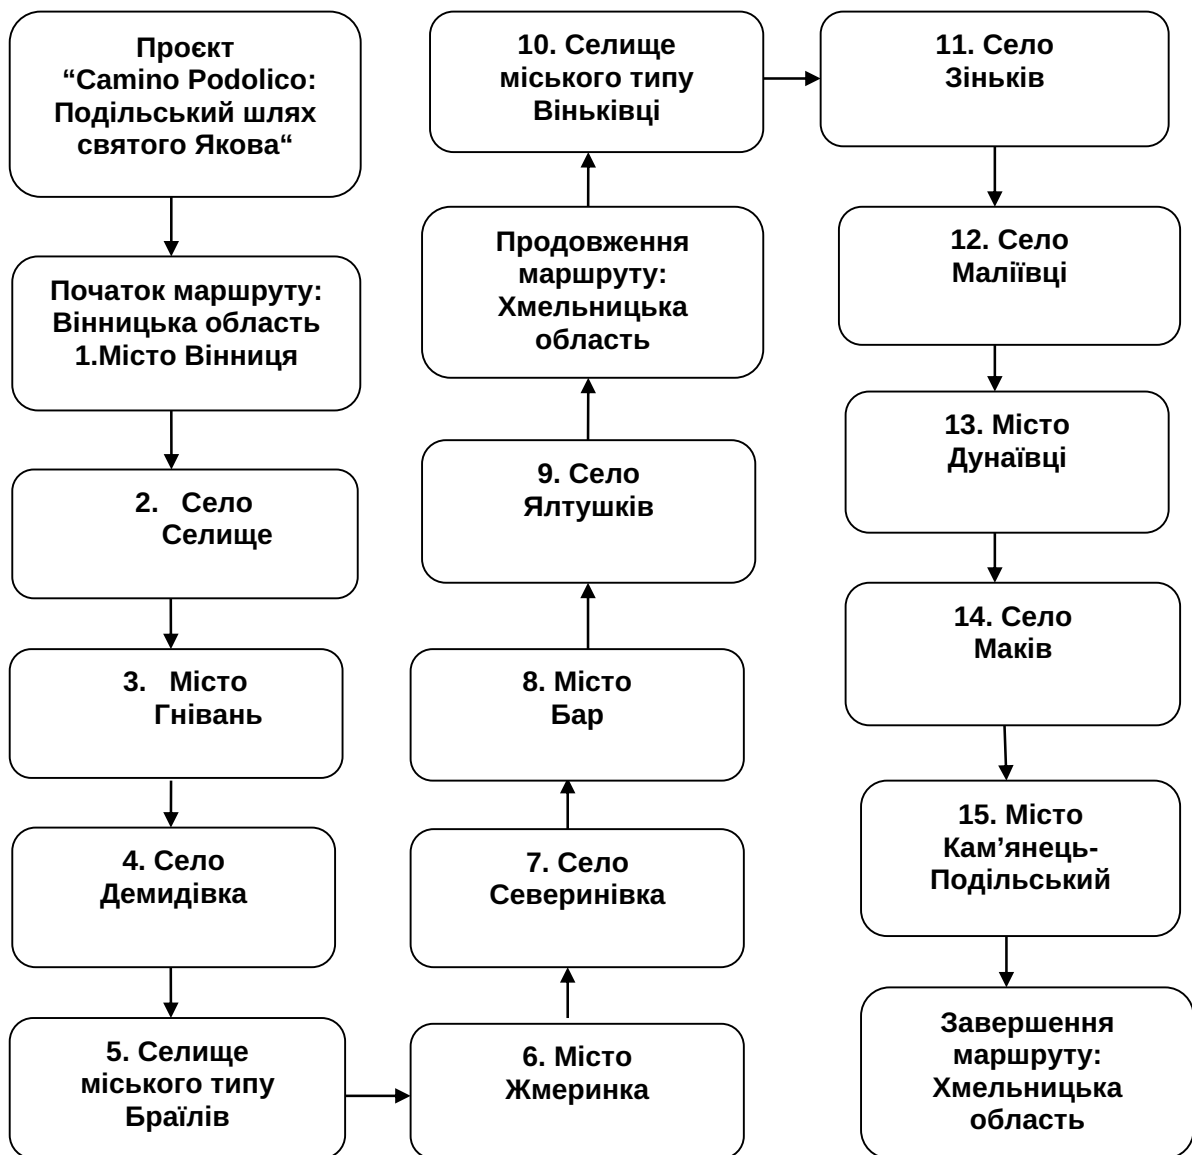 Проєкт
“Camino Podolico:
Подільський шлях
святого Якова“
Початок маршруту:
Вінницька область
1.Місто Вінниця
2. Село
Селище
3. Місто
Гнівань
4. Село
Демидівка
5. Селище
міського типу
Браїлів
6. Місто
Жмеринка
7. Село
Северинівка
8. Місто
Бар
9. Село
Ялтушків
Продовження
маршруту:
Хмельницька
область
10. Селище
міського типу
Віньківці
11. Село
Зіньків
12. Село
Маліївці
13. Місто
Дунаївці
14. Село
Маків
15. Місто
Кам’янець-
Подільський
Завершення
маршруту:
Хмельницька
область